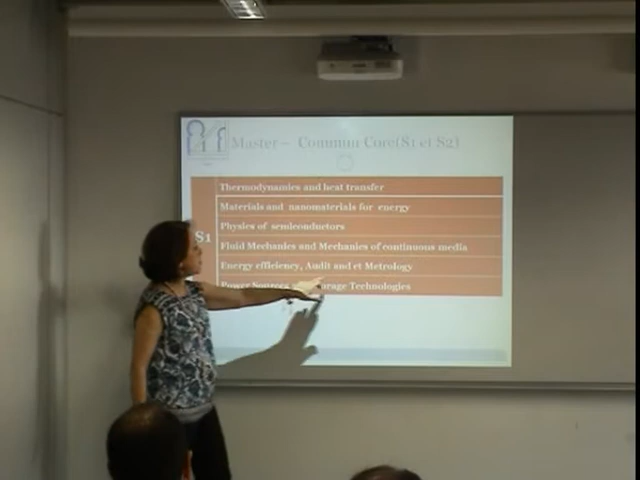 Master – Commun Core(S1 et S2)
Thermodynamics and heat transfer
Materials and nanomaterials for energy
Physics of semiconductors
S1
Fluid Mechanics and Mechanics of continuous media
Energy efficiency, Audit and et Metrology
Power Sources Storage Technologies